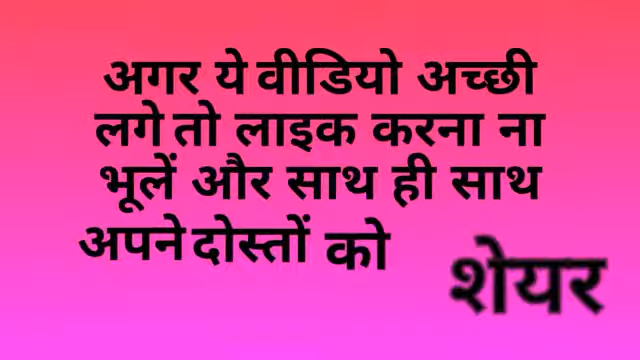 अगर ये वीडियो अच्छी
लगे तो लाइक करना ना
भूलें और साथ ही साथ
अपने दोस्तों को
शेयर